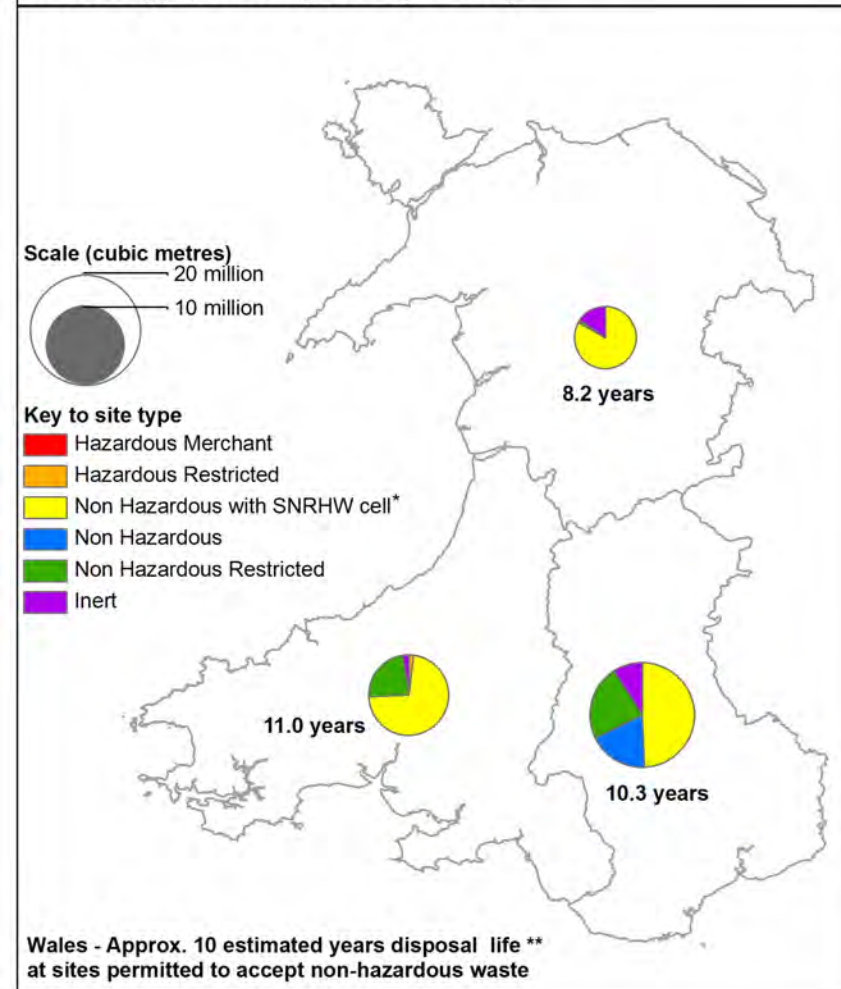 Scale (cubic metres)
20 million
10 million
8.2 years
Key to site type
Hazardous Merchant
Hazardous Restricted
Non Hazardous with SNRHW cell*
Non Hazardous
Non Hazardous Restricted
Inert
11.0 years
10.3 years
Wales - Approx. 10 estimated years disposal life **
at sites permitted to accept non-hazardous waste